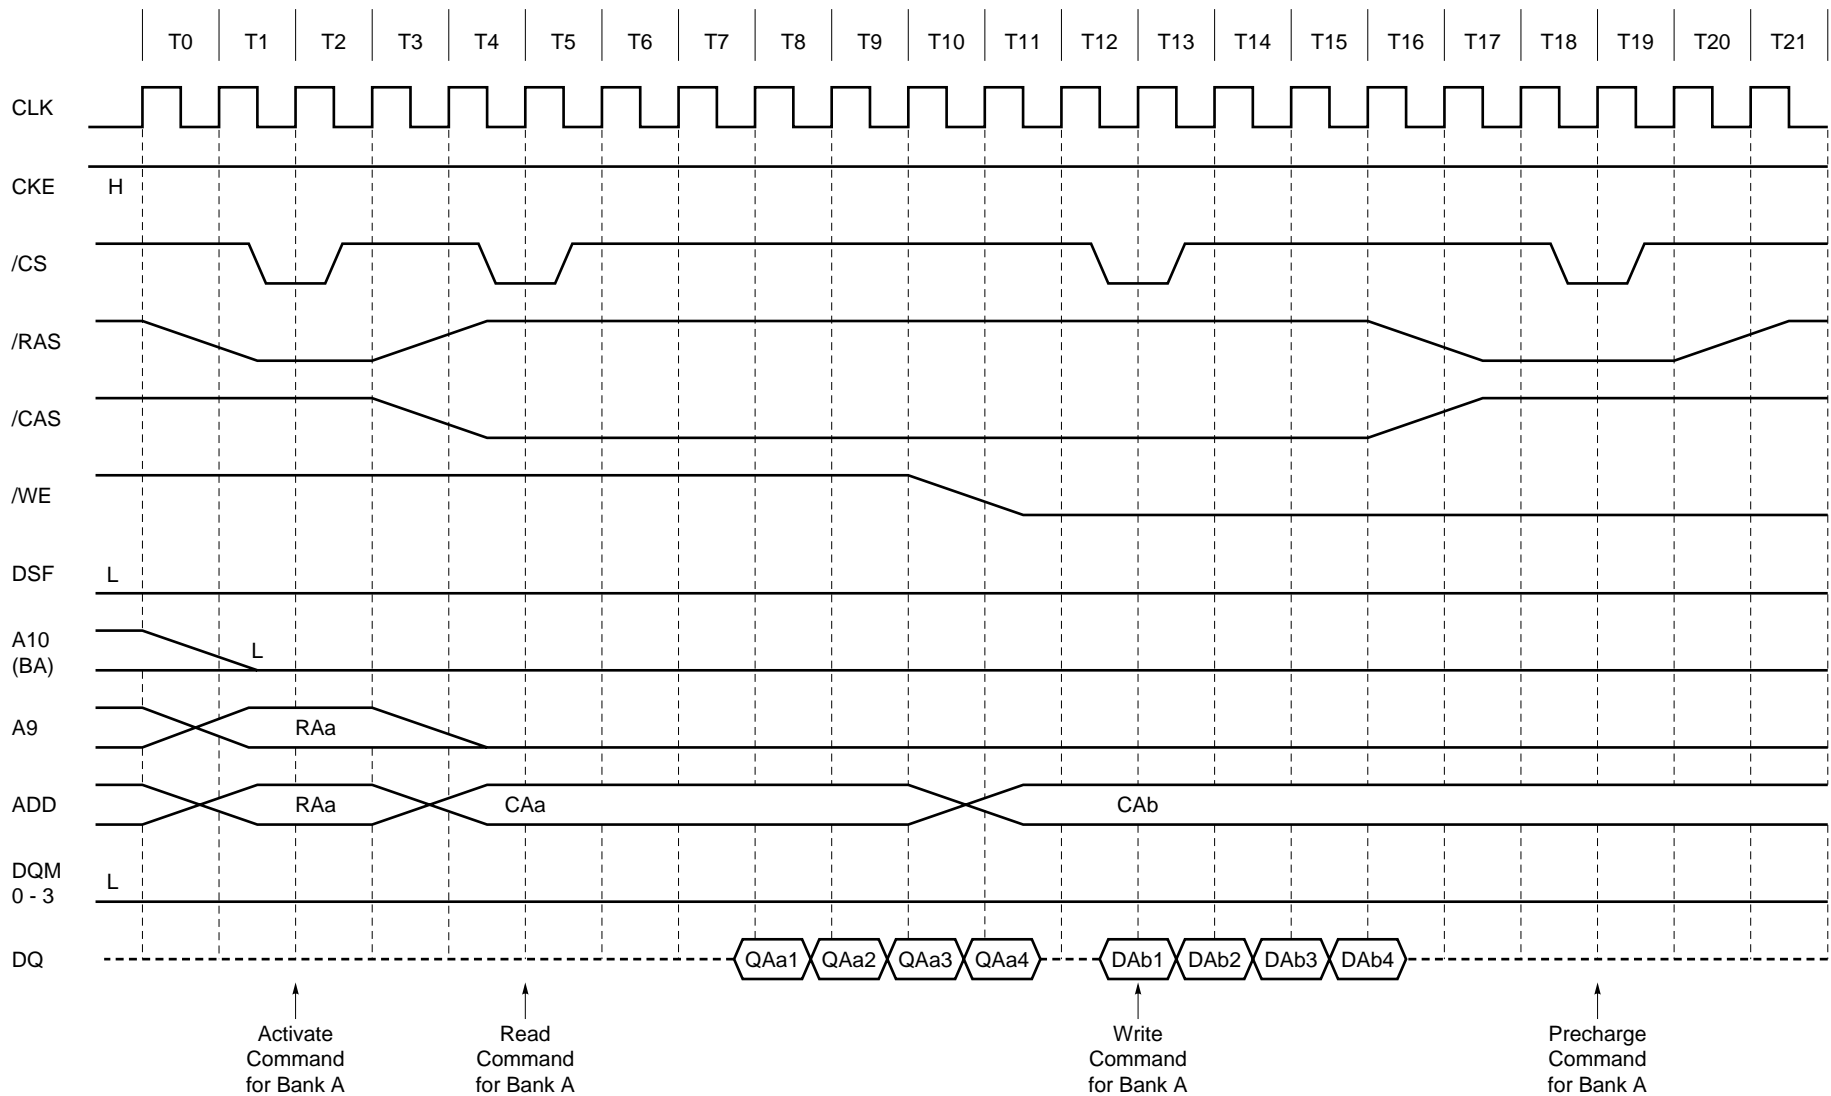 T0 T1 T2 T3 T4 T5 T6 T7 T8 T9 T10 T11 T12 T13 T14 T15 T16 T17 T18 T19 T20 T21
CLK
CKE H
/CS
/RAS
/CAS
/WE
DSF L
A10
(BA) L
A9 RAa
ADD RAa CAa CAb
DQM
0 - 3 L
DQ QAa1 QAa2 QAa3 QAa4 DAb1 DAb2 DAb3 DAb4
Activate
Command
for Bank A
Read
Command
for Bank A
Write
Command
for Bank A
Precharge
Command
for Bank A